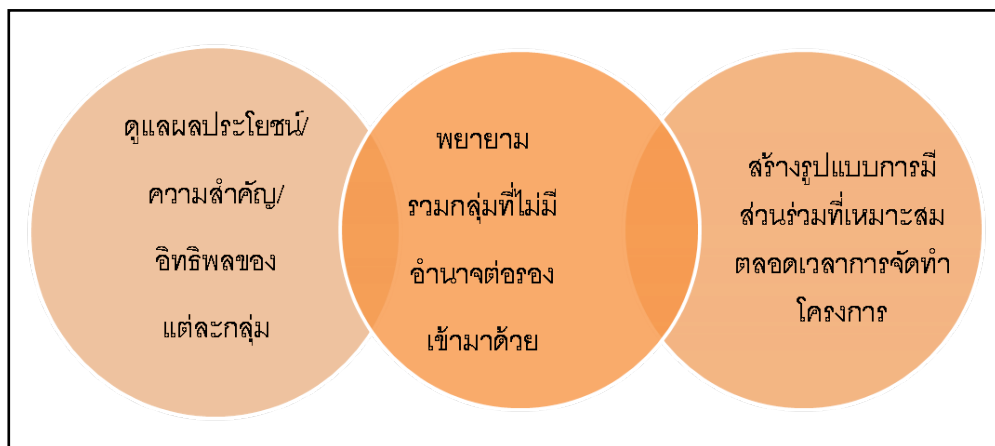 ดูแลผลประโยชน์/
ความสำคัญ/
อิทธิพลของ
แต่ละกลุ่ม
พยายาม
รวมกลุ่มที่ไม่มี
อำนาจต่อรอง
เข้ามาด้วย
สร้างรูปแบบการมี
ส่วนร่วมที่เหมาะสม
ตลอดเวลาการจัดทำ
โครงการ